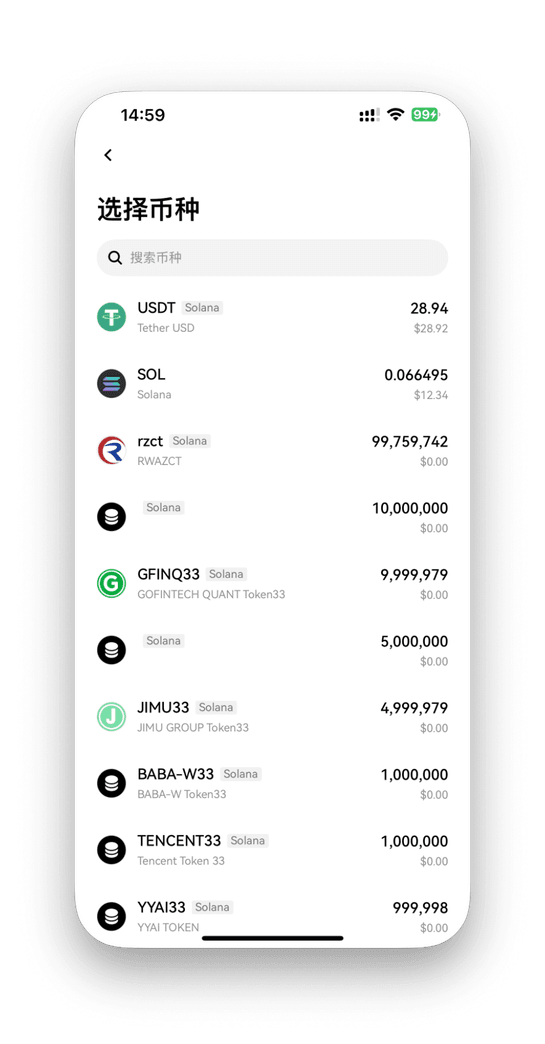 14:59
99
选择币种
搜索币种
USDT Solana 28.94
Tether USD $28.92
SOL 0.066495
Solana $12.34
rzct Solana 99,759,742
RWAZCT $0.00
Solana 10,000,000
$0.00
GFINQ33 Solana 9,999,979
GOFINTECH QUANT Token33 $0.00
Solana 5,000,000
$0.00
JIMU33 Solana 4,999,979
JIMU GROUP Token33 $0.00
BABA-W33 Solana 1,000,000
BABA-W Token33 $0.00
TENCENT33 Solana 1,000,000
Tencent Token 33 $0.00
YYAI33 Solana 999,998
YYAI TOKEN $0.00